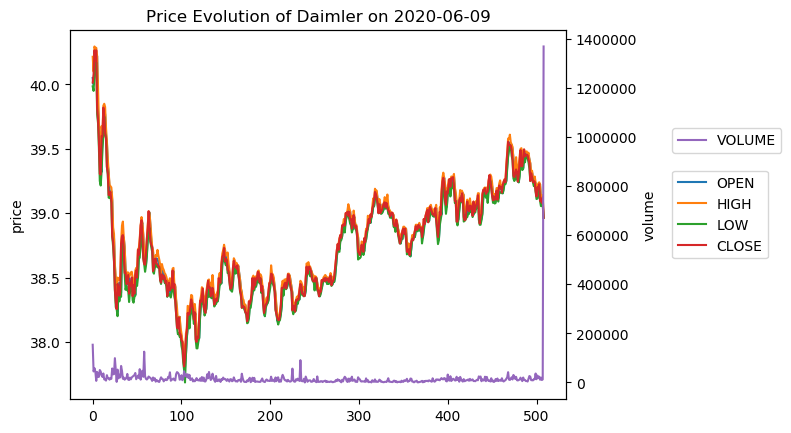 Price Evolution of Daimler on 2020-06-09
price
40.0
39.5
39.0
38.5
38.0
0
100
200
300
400
500
1400000
1200000
1000000
800000
600000
400000
200000
0
volume
VOLUME
OPEN
HIGH
LOW
CLOSE